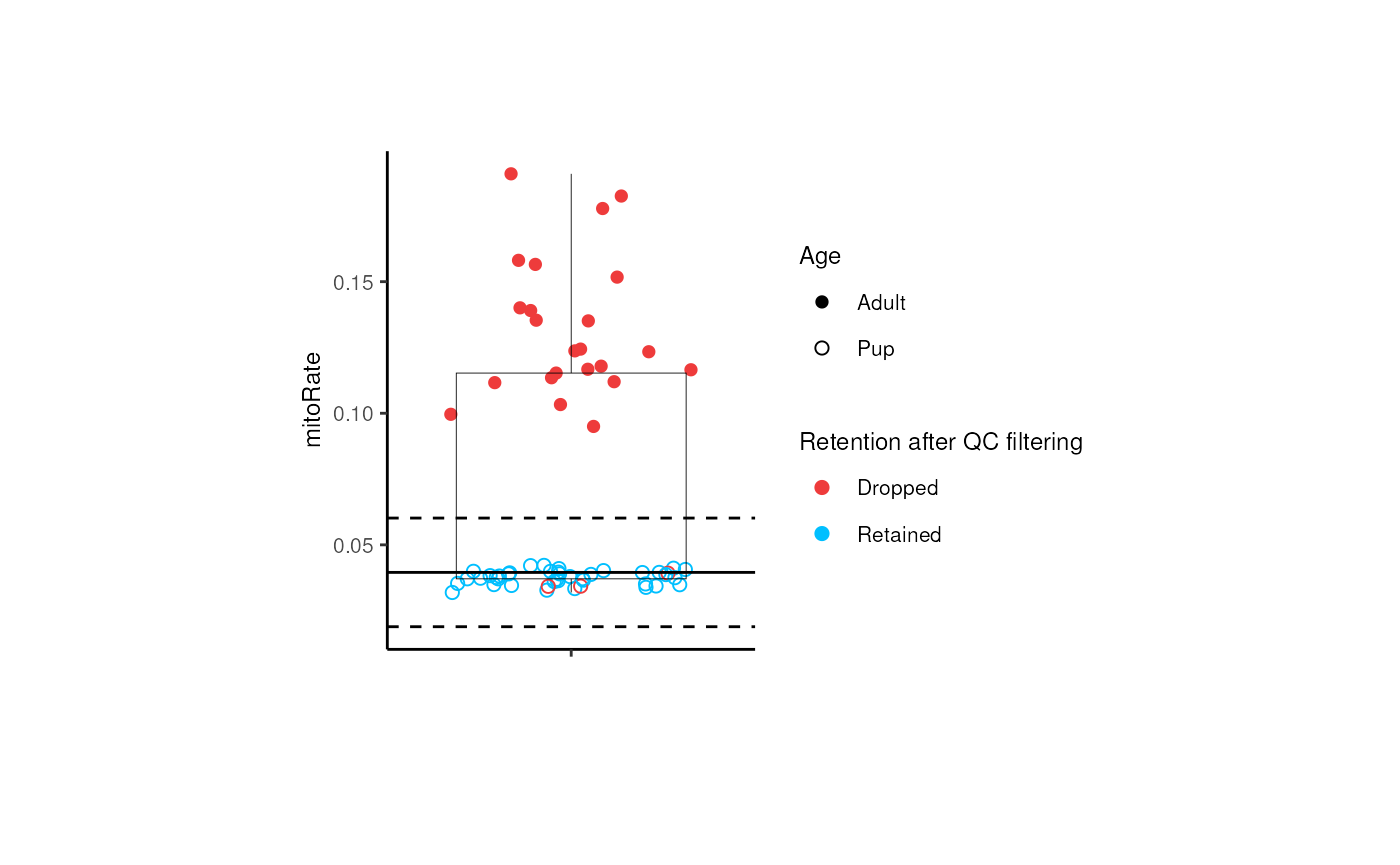 mitoRate
0.15
0.10
0.05
Age
Adult
Pup
Retention after QC filtering
Dropped
Retained